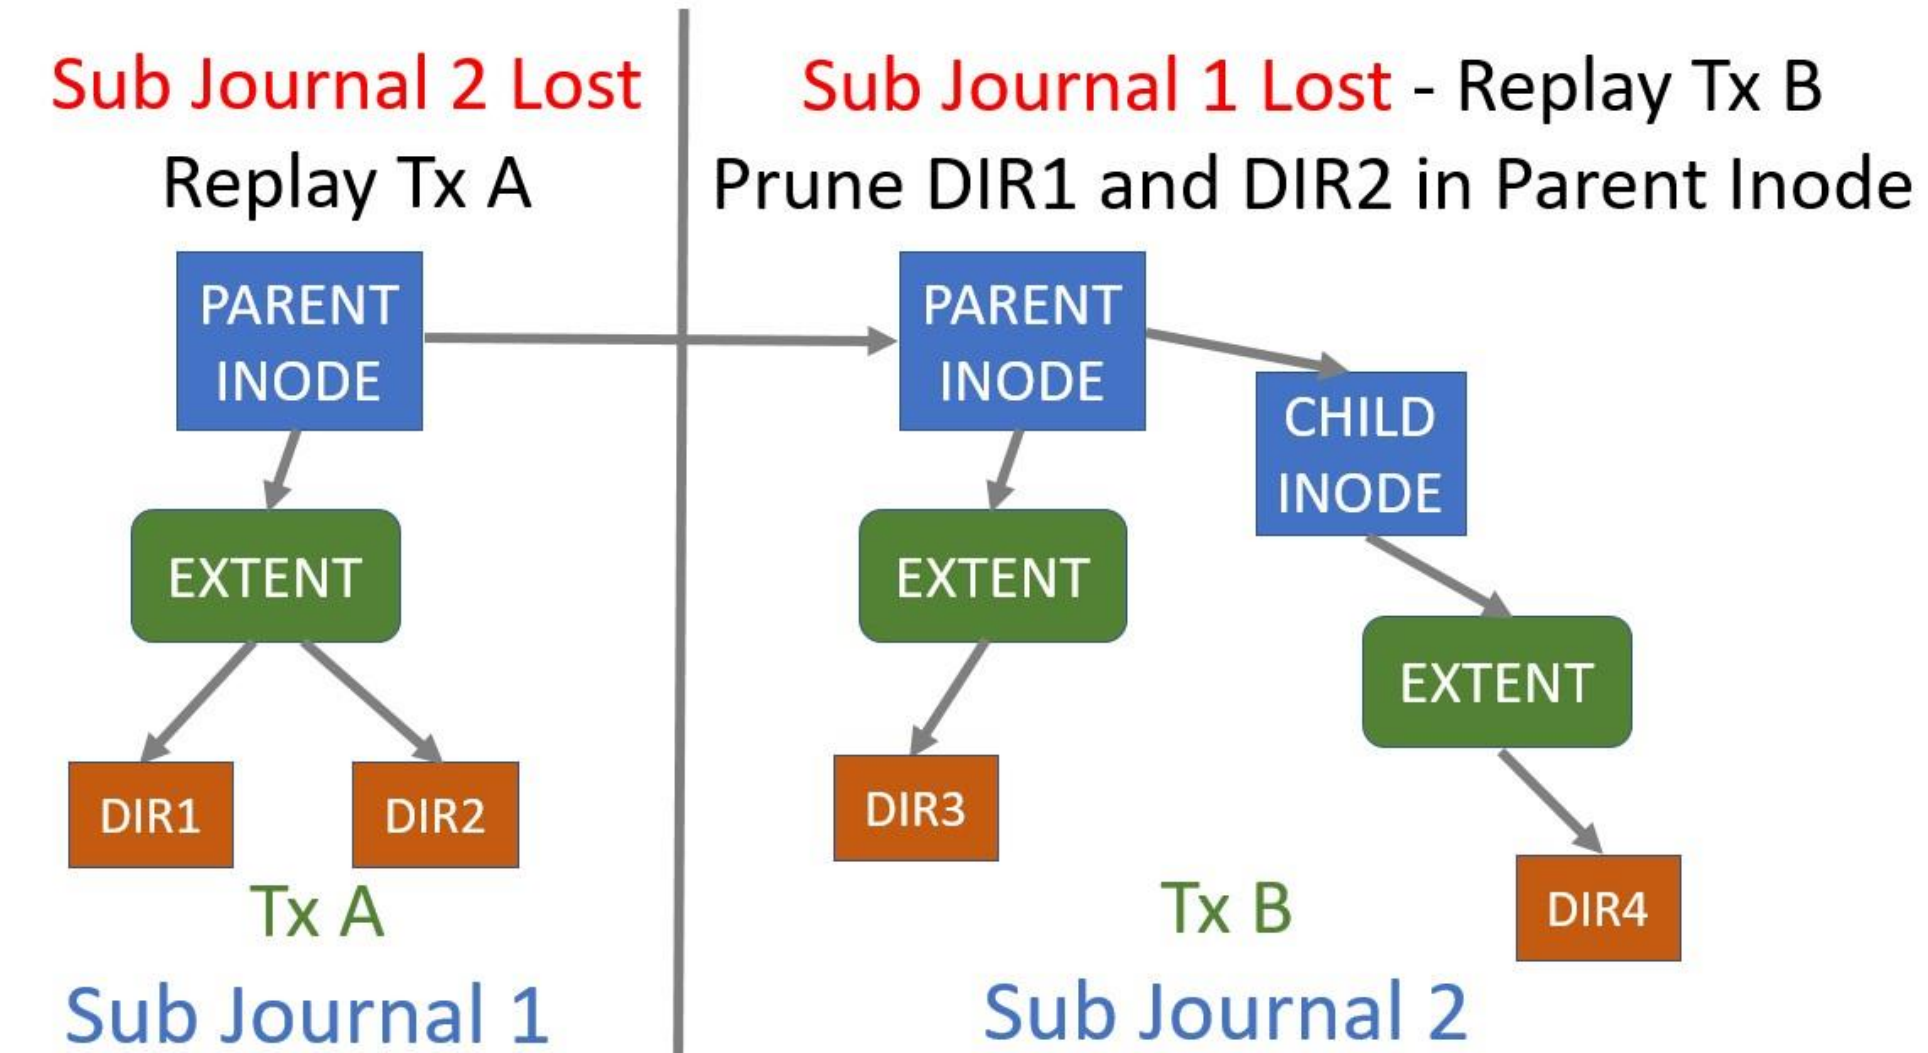 Sub Journal 2 Lost
Replay Tx A
PARENT
INODE
EXTENT
DIR1
DIR2
Tx A
Sub Journal 1
Sub Journal 1 Lost - Replay Tx B
Prune DIR1 and DIR2 in Parent Inode
PARENT
INODE
CHILD
INODE
EXTENT
EXTENT
DIR3
DIR4
Tx B
Sub Journal 2